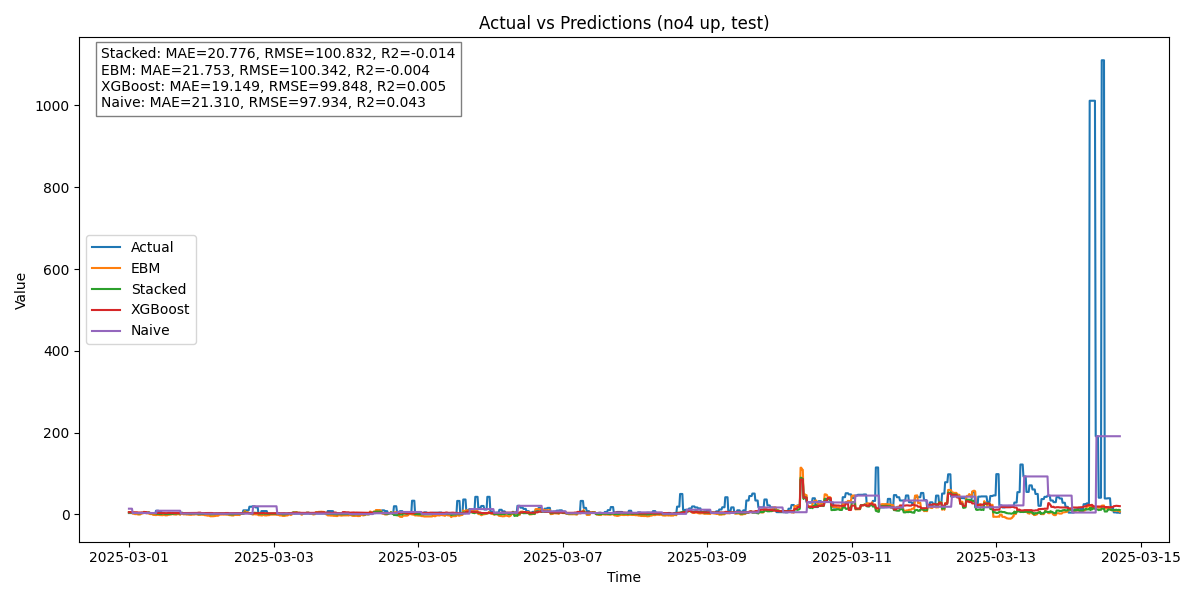 Actual vs Predictions (no4 up, test)
Stacked: MAE=20.776, RMSE=100.832, R2=-0.014
EBM: MAE=21.753, RMSE=100.342, R2=-0.004
XGBoost: MAE=19.149, RMSE=99.848, R2=0.005
Naive: MAE=21.310, RMSE=97.934, R2=0.043
1000
800
600
400
200
0
Value
Actual
EBM
Stacked
XGBoost
Naive
2025-03-01
2025-03-03
2025-03-05
2025-03-07
2025-03-09
2025-03-11
2025-03-13
2025-03-15
Time